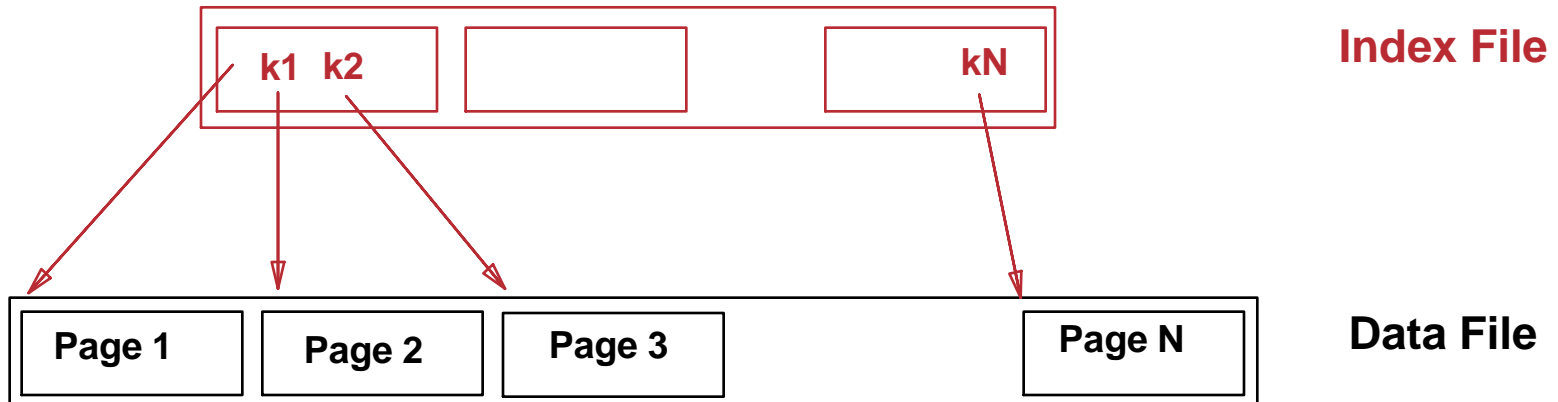 k1 k2 kN Index File
Page 1 Page 2 Page 3 Page N Data File